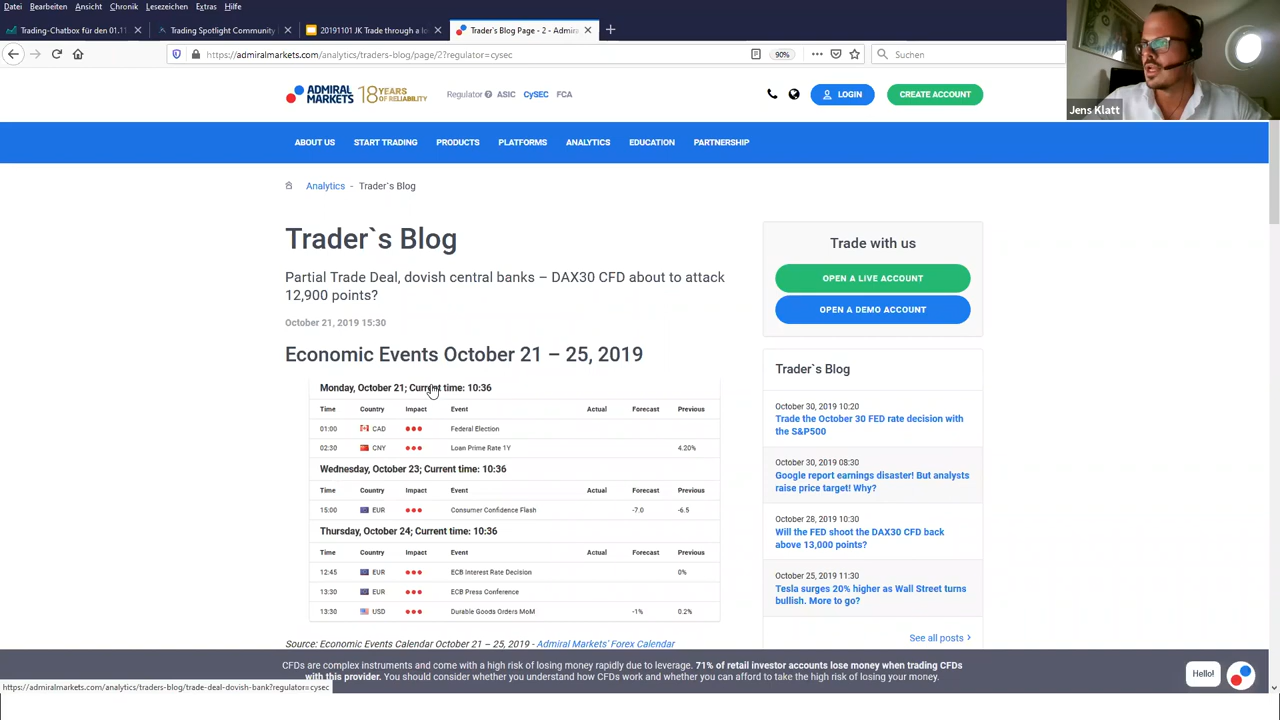 Datei Bearbeiten Ansicht Chronik Lesezeichen Extras Hilfe
Trading-Chatbox für den 01.11
Trading Spotlight Community
20191101 JK Trade through a lo
Trader's Blog Page - 2 - Admira
https://admiralmarkets.com/analytics/traders-blog/page/2?regulator=cysec
90%
Suchen
Jens Klatt
ADMIRAL MARKETS
18 YEARS OF RELIABILITY
Regulator ASIC CySEC FCA
LOGIN
CREATE ACCOUNT
ABOUT US START TRADING PRODUCTS PLATFORMS ANALYTICS EDUCATION PARTNERSHIP
Analytics - Trader`s Blog
Trader`s Blog
Partial Trade Deal, dovish central banks – DAX30 CFD about to attack
12,900 points?
October 21, 2019 15:30
Economic Events October 21 – 25, 2019
Monday, October 21; Current time: 10:36
Time Country Impact Event Actual Forecast Previous
01:00 CAD Federal Election
02:30 CNY Loan Prime Rate 1Y 4.20%
Wednesday, October 23; Current time: 10:36
Time Country Impact Event Actual Forecast Previous
15:00 EUR Consumer Confidence Flash -7.0 -6.5
Thursday, October 24; Current time: 10:36
Time Country Impact Event Actual Forecast Previous
12:45 EUR ECB Interest Rate Decision 0%
13:30 EUR ECB Press Conference
13:30 USD Durable Goods Orders MoM -1% 0.2%
Source: Economic Events Calendar October 21 – 25, 2019 - Admiral Markets' Forex Calendar
Trade with us
OPEN A LIVE ACCOUNT
OPEN A DEMO ACCOUNT
Trader`s Blog
October 30, 2019 10:20
Trade the October 30 FED rate decision with
the S&P500
October 30, 2019 08:30
Google report earnings disaster! But analysts
raise price target! Why?
October 28, 2019 10:30
Will the FED shoot the DAX30 CFD back
above 13,000 points?
October 25, 2019 11:30
Tesla surges 20% higher as Wall Street turns
bullish. More to go?
See all posts
CFDs are complex instruments and come with a high risk of losing money rapidly due to leverage. 71% of retail investor accounts lose money when trading CFDs
with this provider. You should consider whether you understand how CFDs work and whether you can afford to take the high risk of losing your money.
Hello!
https://admiralmarkets.com/analytics/traders-blog/trade-deal-dovish-bank?regulator=cysec